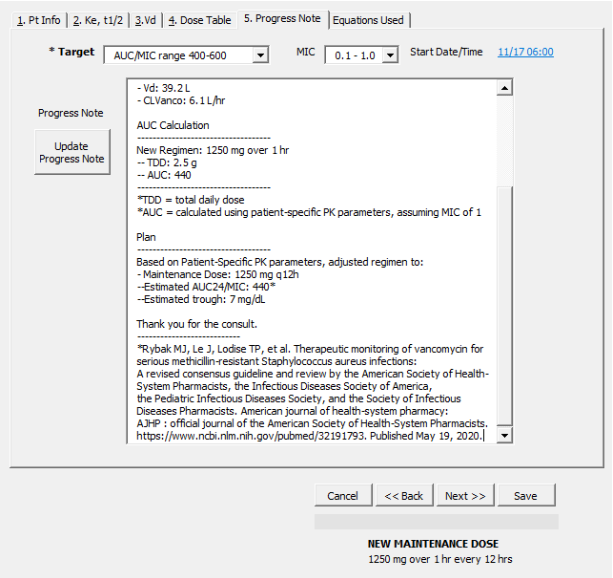 1. Pt Info | 2. Ke, t1/2 | 3.Vd | 4. Dose Table | 5. Progress Note | Equations Used
* Target AUC/MIC range 400-600 MIC 0.1 - 1.0 Start Date/Time 11/17 06:00
- Vd: 39.2 L
- CLVanco: 6.1 L/hr
Progress Note
Update
Progress Note
AUC Calculation
-----------------------------------
New Regimen: 1250 mg over 1 hr
-- TDD: 2.5 g
-- AUC: 440
-----------------------------------
*TDD = total daily dose
*AUC = calculated using patient-specific PK parameters, assuming MIC of 1
Plan
-----------------------------------
Based on Patient-Specific PK parameters, adjusted regimen to:
- Maintenance Dose: 1250 mg q12h
--Estimated AUC24/MIC: 440*
--Estimated trough: 7 mg/dL
Thank you for the consult.
---------------------------
*Rybak MJ, Le J, Lodise TP, et al. Therapeutic monitoring of vancomycin for
serious methicillin-resistant Staphylococcus aureus infections:
A revised consensus guideline and review by the American Society of Health-
System Pharmacists, the Infectious Diseases Society of America,
the Pediatric Infectious Diseases Society, and the Society of Infectious
Diseases Pharmacists. American journal of health-system pharmacy:
AJHP : official journal of the American Society of Health-System Pharmacists.
https://www.ncbi.nlm.nih.gov/pubmed/32191793. Published May 19, 2020.
Cancel << Back Next >> Save
NEW MAINTENANCE DOSE
1250 mg over 1 hr every 12 hrs